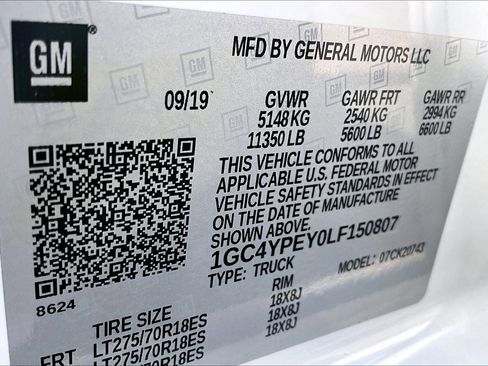 GM
MFD BY GENERAL MOTORS LLC
09/19 GVWR GAWR FRT GAWR RR
5148 KG 2540 KG 2994 KG
11350 LB 5600 LB 6600 LB
THIS VEHICLE CONFORMS TO ALL
APPLICABLE U.S. FEDERAL MOTOR
VEHICLE SAFETY STANDARDS IN EFFECT
ON THE DATE OF MANUFACTURE
SHOWN ABOVE.
1GC4YPEY0LF150807
TYPE: TRUCK MODEL: 07CK20743
8624
TIRE SIZE RIM
FRT LT275/70R18ES 18X8J
LT275/70R18ES 18X8J
18X8J